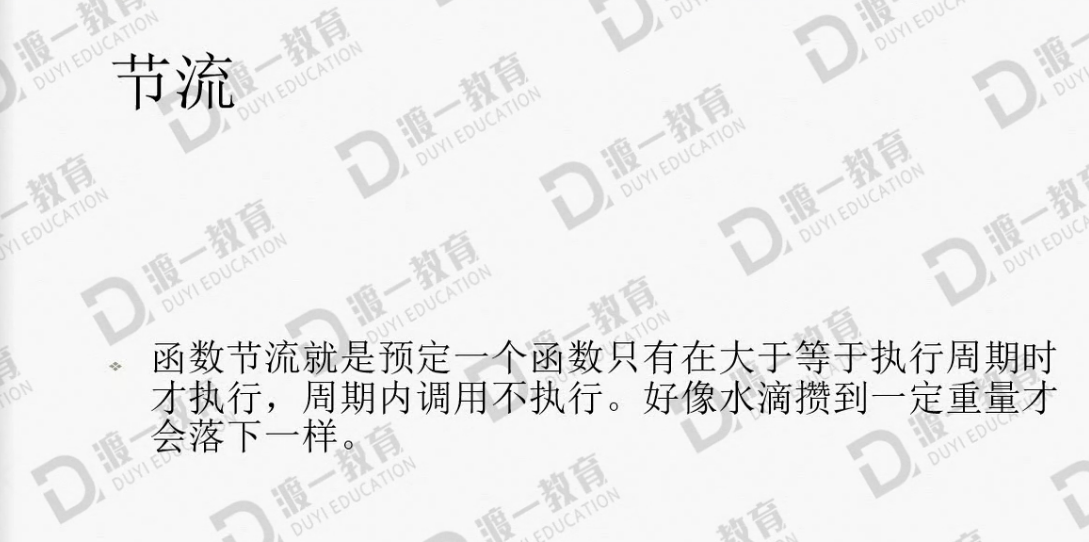 节流
函数节流就是预定一个函数只有在大于等于执行周期时
才执行，周期内调用不执行。好像水滴攒到一定重量才
会落下一样。
渡一教育
DUYI EDUCATION